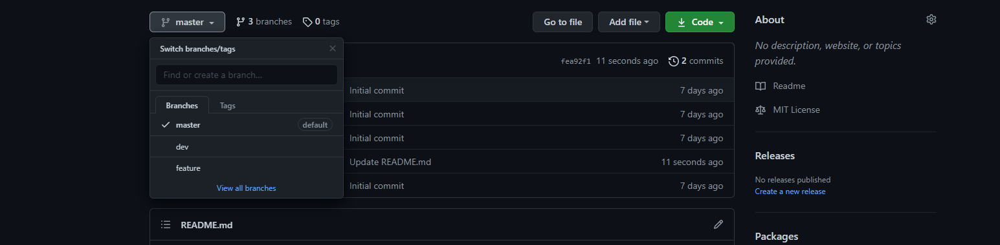 master
3 branches
0 tags
Go to file
Add file
Code
Switch branches/tags
Find or create a branch...
Branches
Tags
master
default
dev
feature
View all branches
fea92f1 11 seconds ago
2 commits
Initial commit 7 days ago
Initial commit 7 days ago
Initial commit 7 days ago
Update README.md 11 seconds ago
Initial commit 7 days ago
README.md
About
No description, website, or topics
provided.
Readme
MIT License
Releases
No releases published
Create a new release
Packages